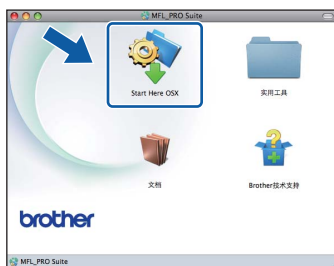 MFL_PRO Suite
Start Here OSX
实用工具
文档
Brother技术支持
brother
MFL_PRO Suite